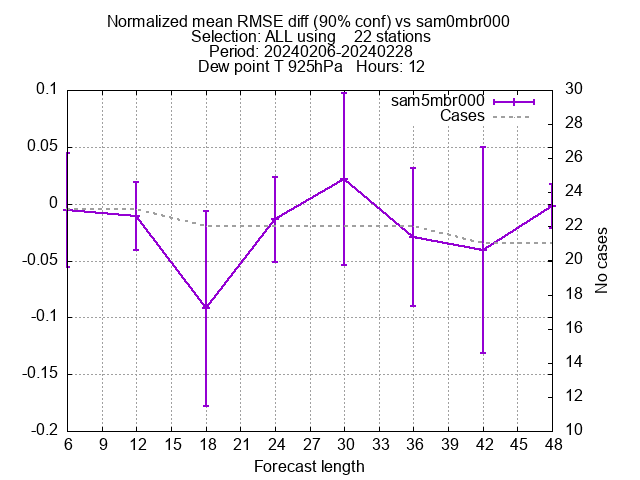 Normalized mean RMSE diff (90% conf) vs sam0mbr000
Selection: ALL using    22 stations
Period: 20240206-20240228
Dew point T 925hPa   Hours: 12
0.1
0.05
0
-0.05
-0.1
-0.15
-0.2
sam5mbr000
Cases
30
28
26
24
22
20
18
16
14
12
10
No cases
6 9 12 15 18 21 24 27 30 33 36 39 42 45 48
Forecast length